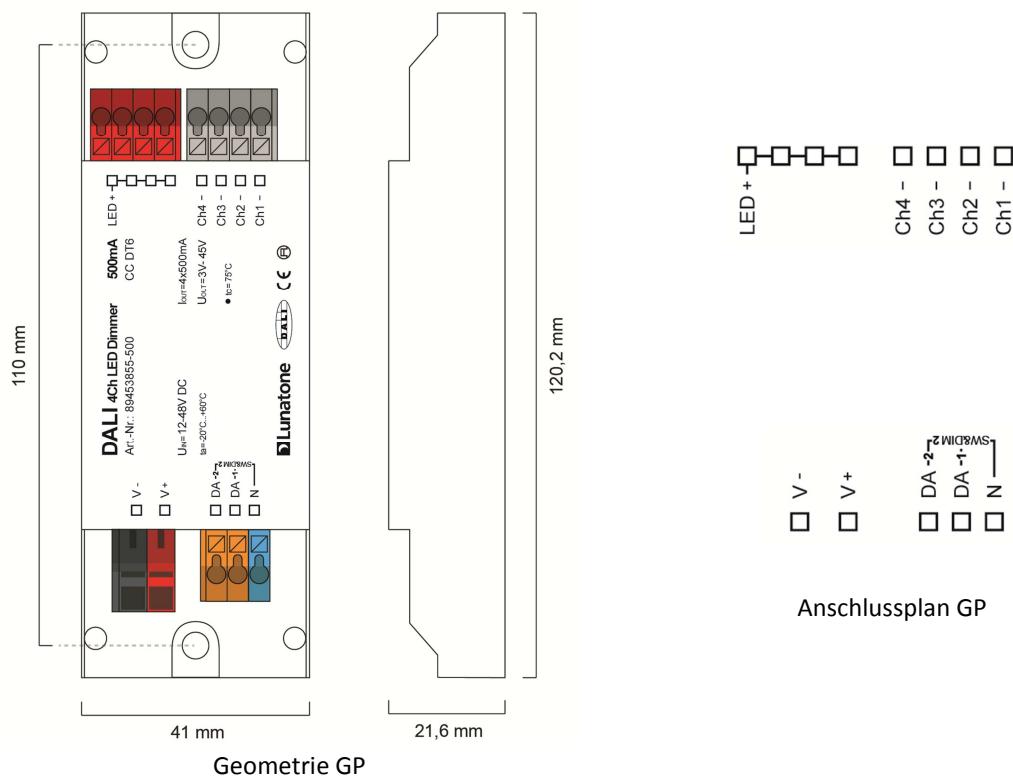 LED +
Ch4 -
Ch3 -
Ch2 -
Ch1 -
DALI 4Ch LED Dimmer 500mA
Art.-Nr.: 89453855-500 CC DT6
UIN=12-48V DC IOUT=4x500mA
ta=-20°C...+60°C UOUT=3V- 45V
• tc=75°C
Lunatone DALI CE
V -
V +
DA -2-
DA -1-
N
SW&DIM 2
110 mm
120,2 mm
41 mm
21,6 mm
Geometrie GP
LED +
Ch4 -
Ch3 -
Ch2 -
Ch1 -
V -
V +
DA -2-
DA -1-
N
SW&DIM 2
Anschlussplan GP